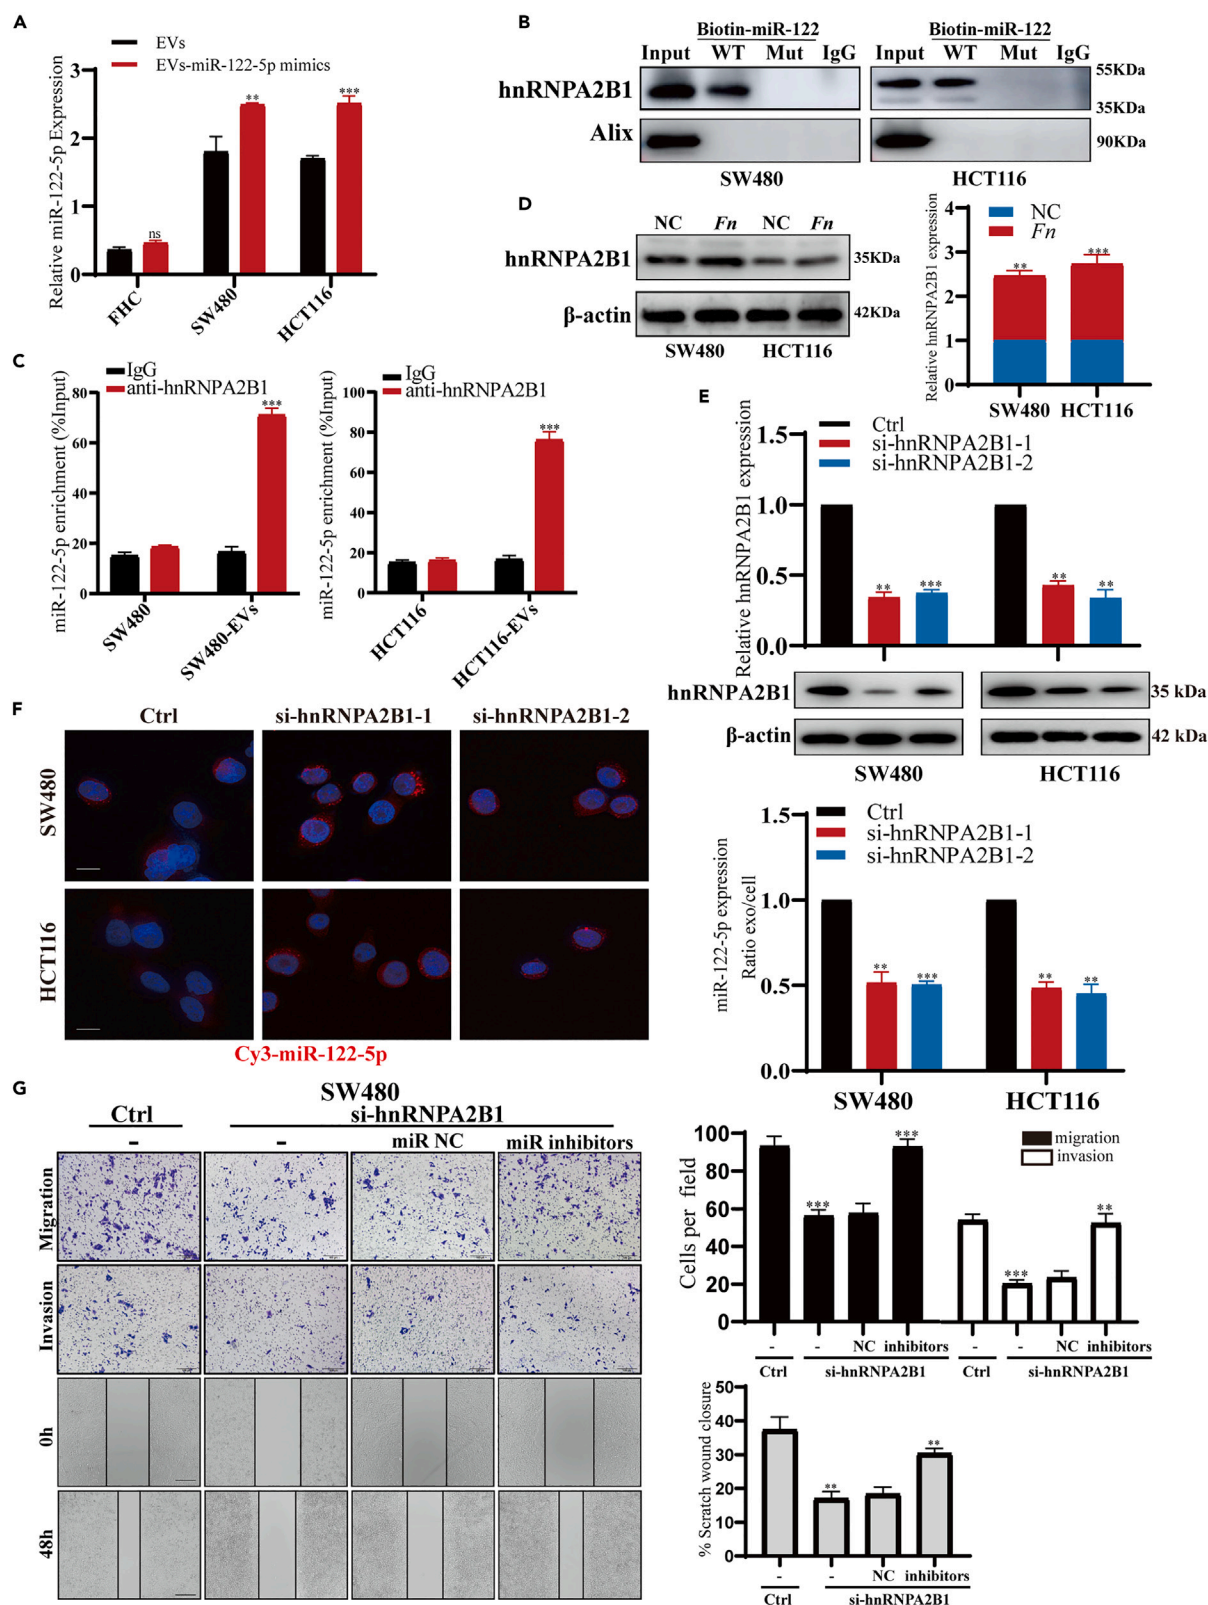 A
EVs
EVs-miR-122-5p mimics
Relative miR-122-5p Expression
3
2
1
0
ns
**
***
FHC
SW480
HCT116
B
Biotin-miR-122
Biotin-miR-122
Input WT Mut IgG
Input WT Mut IgG
hnRNPA2B1
55KDa
35KDa
Alix
90KDa
SW480
HCT116
C
IgG
anti-hnRNPA2B1
miR-122-5p enrichment (%Input)
80
60
40
20
0
***
SW480
SW480-EVs
IgG
anti-hnRNPA2B1
miR-122-5p enrichment (%Input)
100
80
60
40
20
0
***
HCT116
HCT116-EVs
D
NC Fn NC Fn
hnRNPA2B1
35KDa
β-actin
42KDa
SW480 HCT116
Relative hnRNPA2B1 expression
4
3
2
1
0
NC
Fn
**
***
SW480 HCT116
E
Ctrl
si-hnRNPA2B1-1
si-hnRNPA2B1-2
Relative hnRNPA2B1 expression
1.5
1.0
0.5
0.0
** ***
** **
hnRNPA2B1
35 kDa
β-actin
42 kDa
SW480 HCT116
Ctrl
si-hnRNPA2B1-1
si-hnRNPA2B1-2
miR-122-5p expression
Ratio exo/cell
1.5
1.0
0.5
0.0
** ***
** **
SW480 HCT116
F
Ctrl si-hnRNPA2B1-1 si-hnRNPA2B1-2
SW480
HCT116
Cy3-miR-122-5p
G
SW480
Ctrl si-hnRNPA2B1
- - miR NC miR inhibitors
Migration
Invasion
0h
48h
migration
invasion
Cells per field
100
80
60
40
20
0
***
***
***
**
- - NC inhibitors - - NC inhibitors
Ctrl si-hnRNPA2B1 Ctrl si-hnRNPA2B1
% Scratch wound closure
50
40
30
20
10
0
**
**
- - NC inhibitors
Ctrl si-hnRNPA2B1